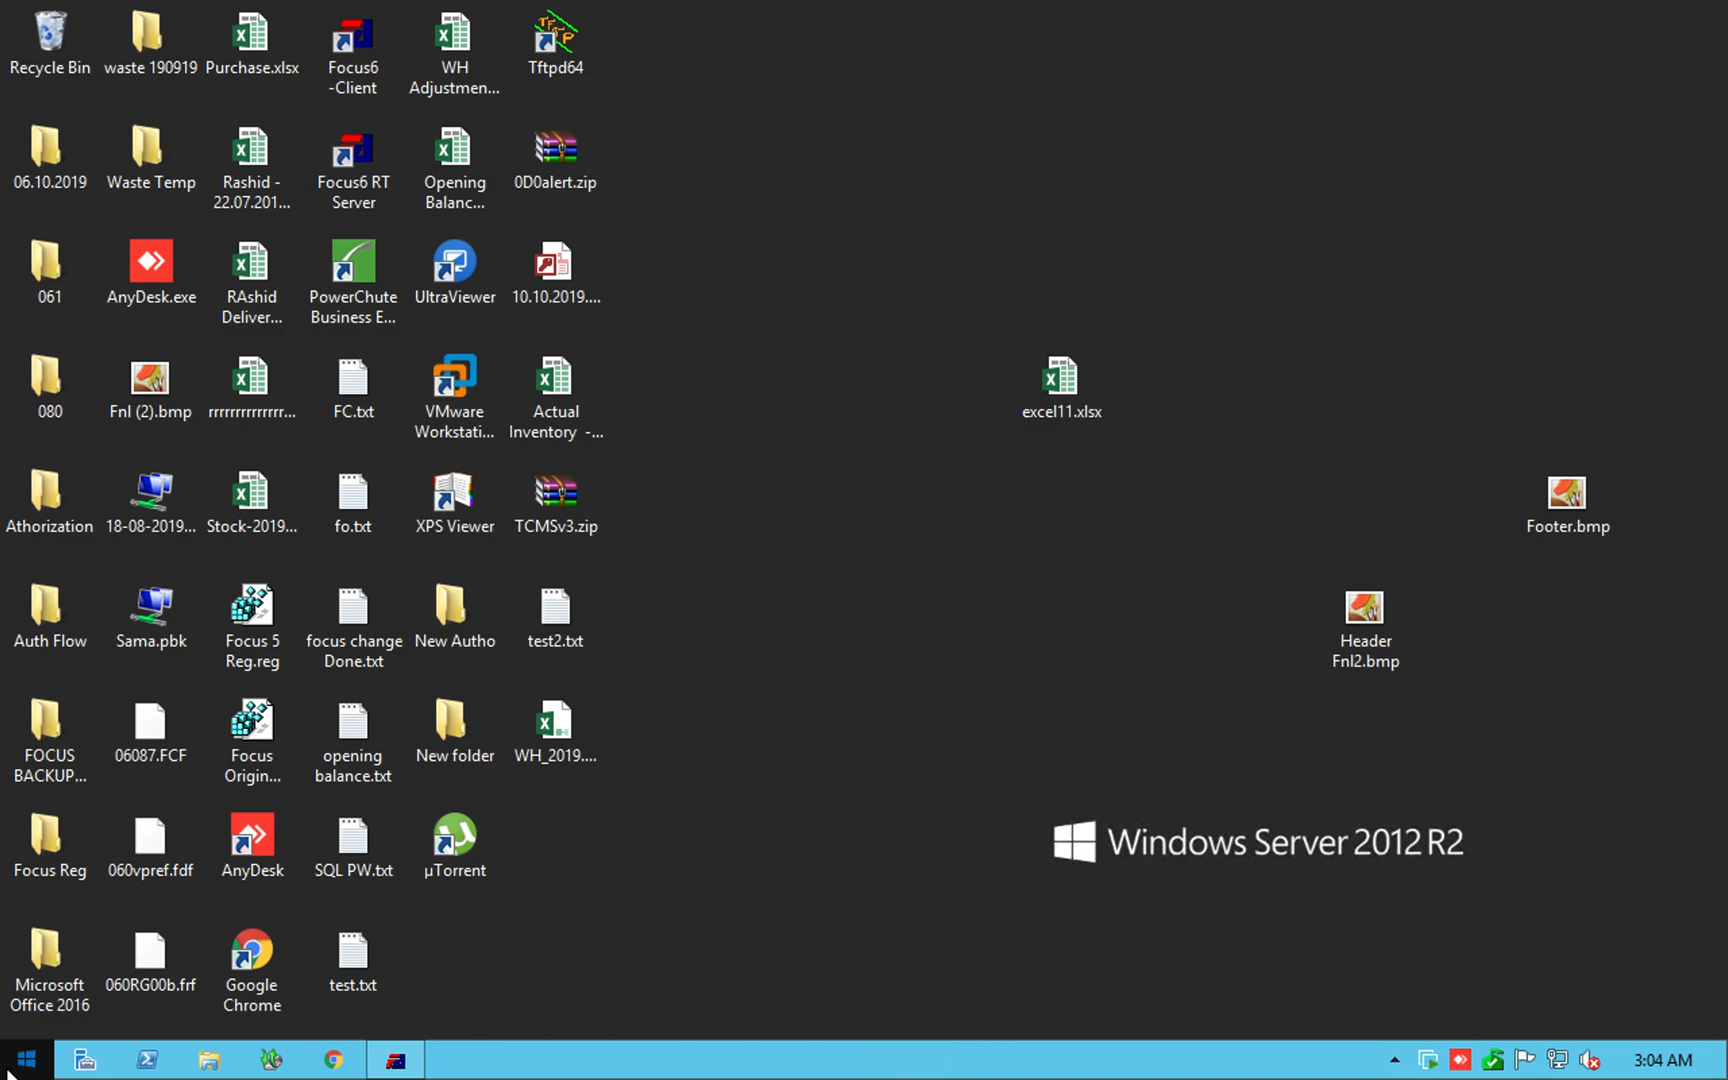 Recycle Bin
waste 190919
Purchase.xlsx
Focus6
-Client
WH
Adjustmen...
Tftpd64
06.10.2019
Waste Temp
Rashid -
22.07.201...
Focus6 RT
Server
Opening
Balanc...
0D0alert.zip
061
AnyDesk.exe
RAshid
Deliver...
PowerChute
Business E...
UltraViewer
10.10.2019....
080
Fnl (2).bmp
rrrrrrrrrrrrrr...
FC.txt
VMware
Workstati...
Actual
Inventory -...
excel11.xlsx
Athorization
18-08-2019...
Stock-2019...
fo.txt
XPS Viewer
TCMSv3.zip
Footer.bmp
Auth Flow
Sama.pbk
Focus 5
Reg.reg
focus change
Done.txt
New Autho
test2.txt
Header
Fnl2.bmp
FOCUS
BACKUP...
06087.FCF
Focus
Origin...
opening
balance.txt
New folder
WH_2019....
Focus Reg
060vpref.fdf
AnyDesk
SQL PW.txt
µTorrent
Windows Server 2012 R2
Microsoft
Office 2016
060RG00b.frf
Google
Chrome
test.txt
3:04 AM